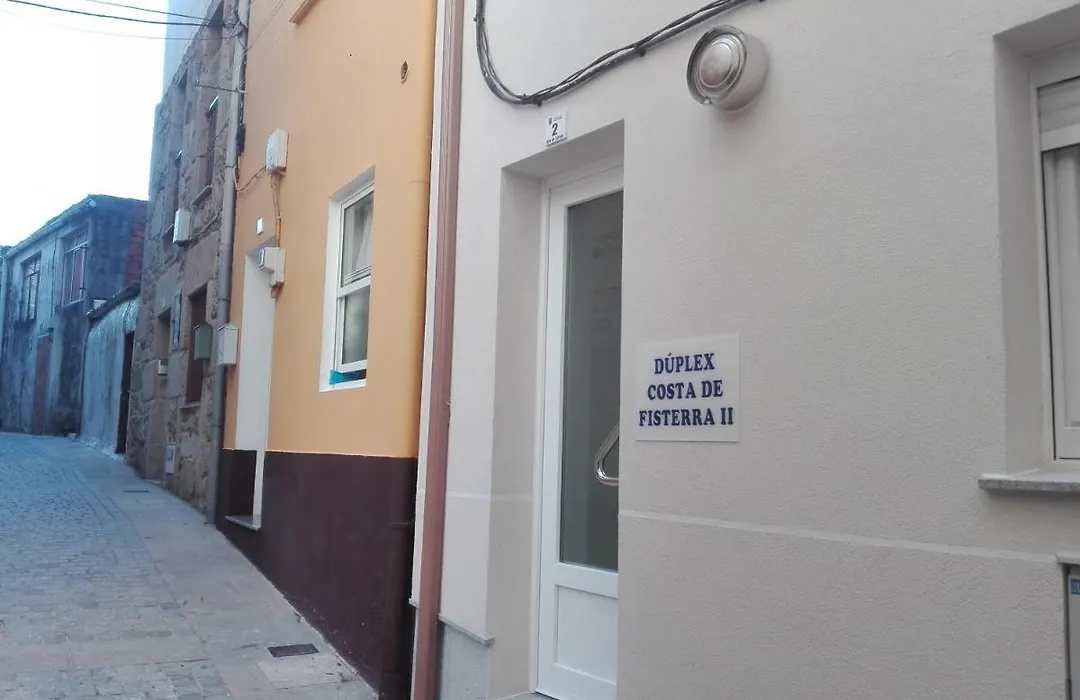 2
DÚPLEX
COSTA DE
FISTERRA II